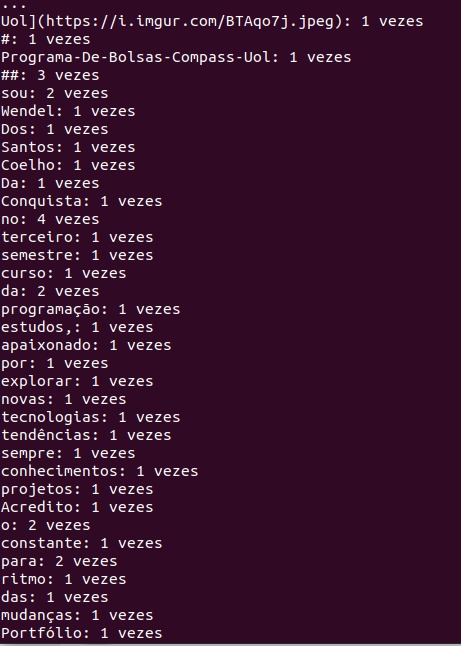 ...
Uol](https://i.imgur.com/BTAqo7j.jpeg): 1 vezes
#: 1 vezes
Programa-De-Bolsas-Compass-Uol: 1 vezes
##: 3 vezes
sou: 2 vezes
Wendel: 1 vezes
Dos: 1 vezes
Santos: 1 vezes
Coelho: 1 vezes
Da: 1 vezes
Conquista: 1 vezes
no: 4 vezes
terceiro: 1 vezes
semestre: 1 vezes
curso: 1 vezes
da: 2 vezes
programação: 1 vezes
estudos,: 1 vezes
apaixonado: 1 vezes
por: 1 vezes
explorar: 1 vezes
novas: 1 vezes
tecnologias: 1 vezes
tendências: 1 vezes
sempre: 1 vezes
conhecimentos: 1 vezes
projetos: 1 vezes
Acredito: 1 vezes
o: 2 vezes
constante: 1 vezes
para: 2 vezes
ritmo: 1 vezes
das: 1 vezes
mudanças: 1 vezes
Portfólio: 1 vezes